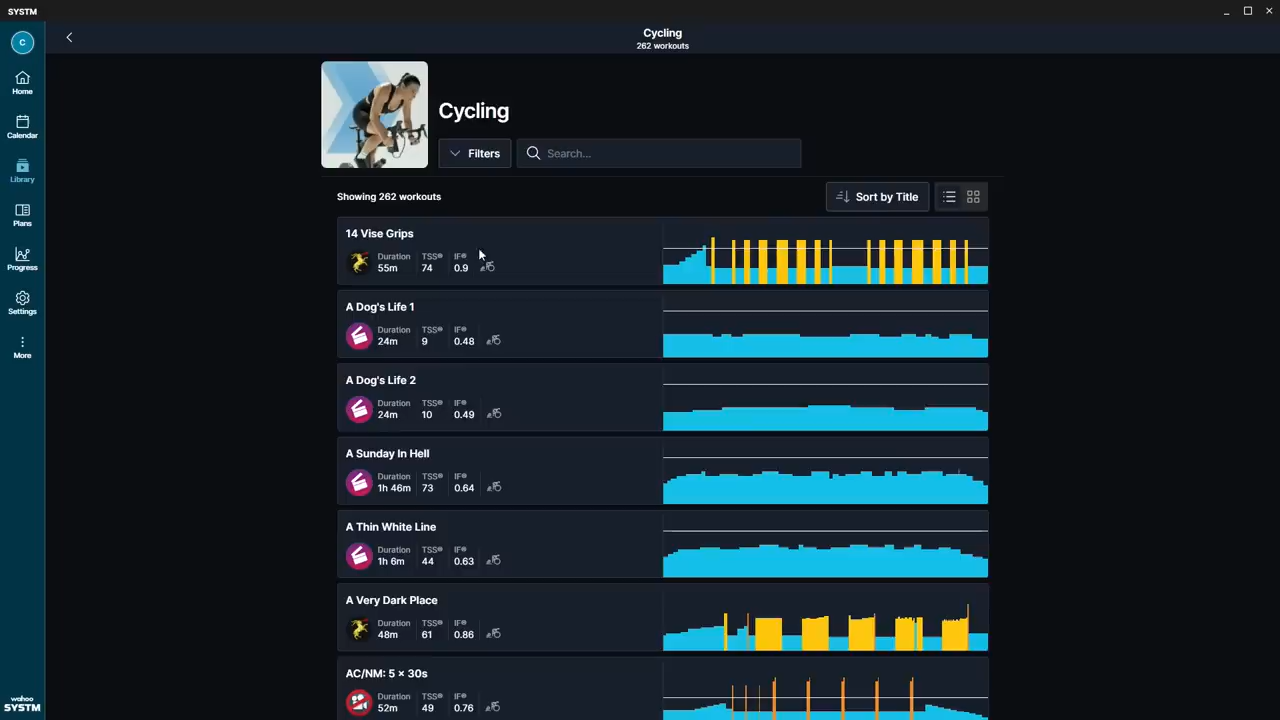 SYSTM
C
Home
Calendar
Library
Plans
Progress
Settings
More
wahoo
SYSTM
Cycling
262 workouts
Cycling
Filters
Search...
Showing 262 workouts
Sort by Title
14 Vise Grips
Duration TSS® IF®
55m 74 0.9
A Dog's Life 1
Duration TSS® IF®
24m 9 0.48
A Dog's Life 2
Duration TSS® IF®
24m 10 0.49
A Sunday In Hell
Duration TSS® IF®
1h 46m 73 0.64
A Thin White Line
Duration TSS® IF®
1h 6m 44 0.63
A Very Dark Place
Duration TSS® IF®
48m 61 0.86
AC/NM: 5 x 30s
Duration TSS® IF®
52m 49 0.76